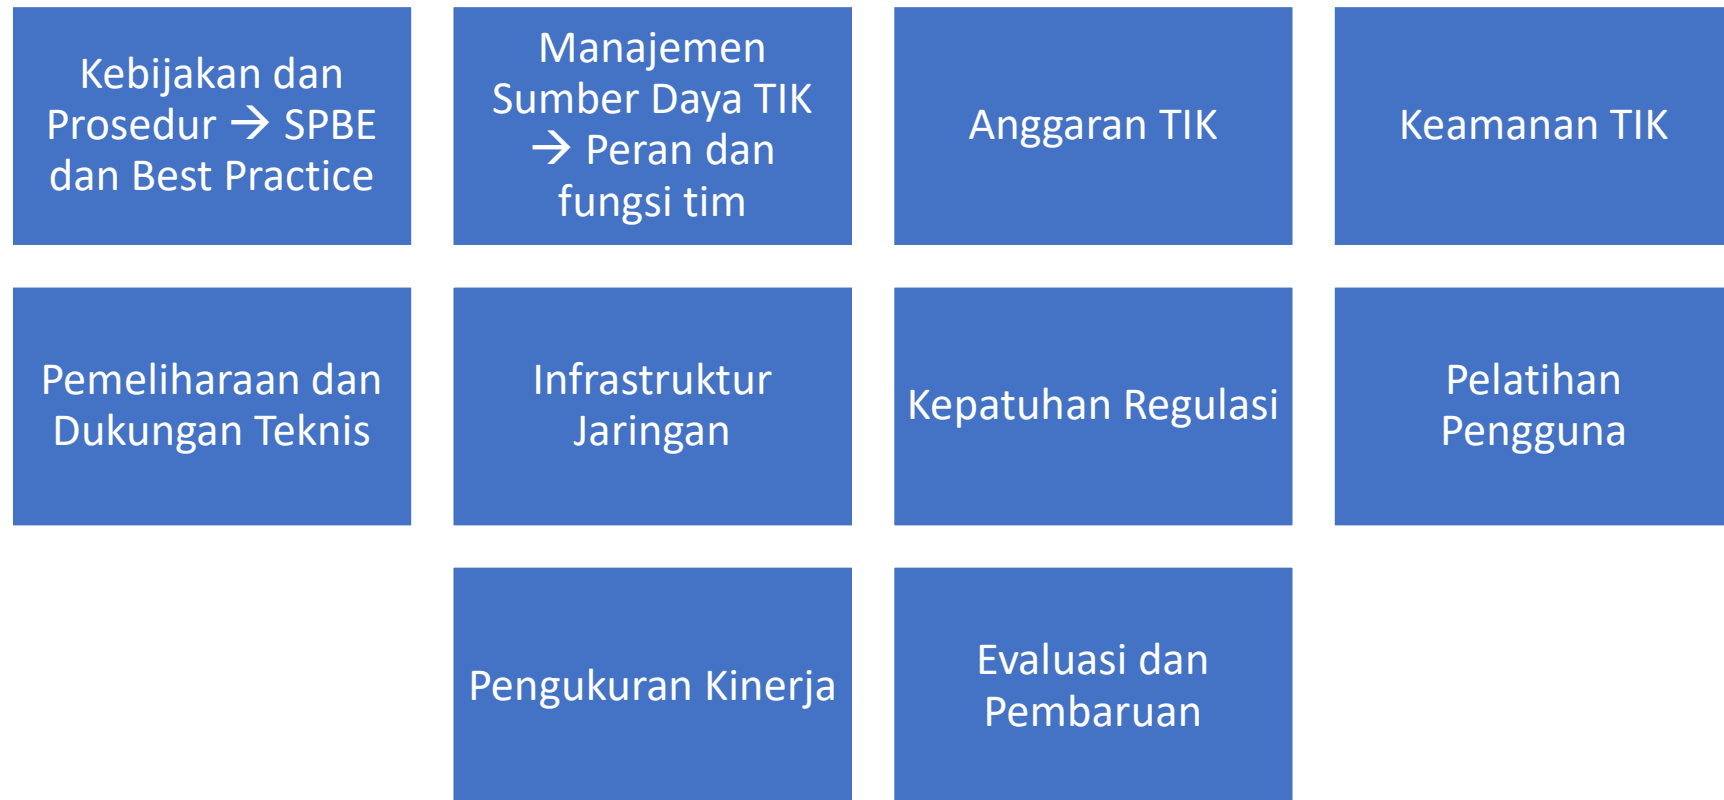 Kebijakan dan
Prosedur → SPBE
dan Best Practice
Manajemen
Sumber Daya TIK
→ Peran dan
fungsi tim
Anggaran TIK
Keamanan TIK
Pemeliharaan dan
Dukungan Teknis
Infrastruktur
Jaringan
Kepatuhan Regulasi
Pelatihan
Pengguna
Pengukuran Kinerja
Evaluasi dan
Pembaruan